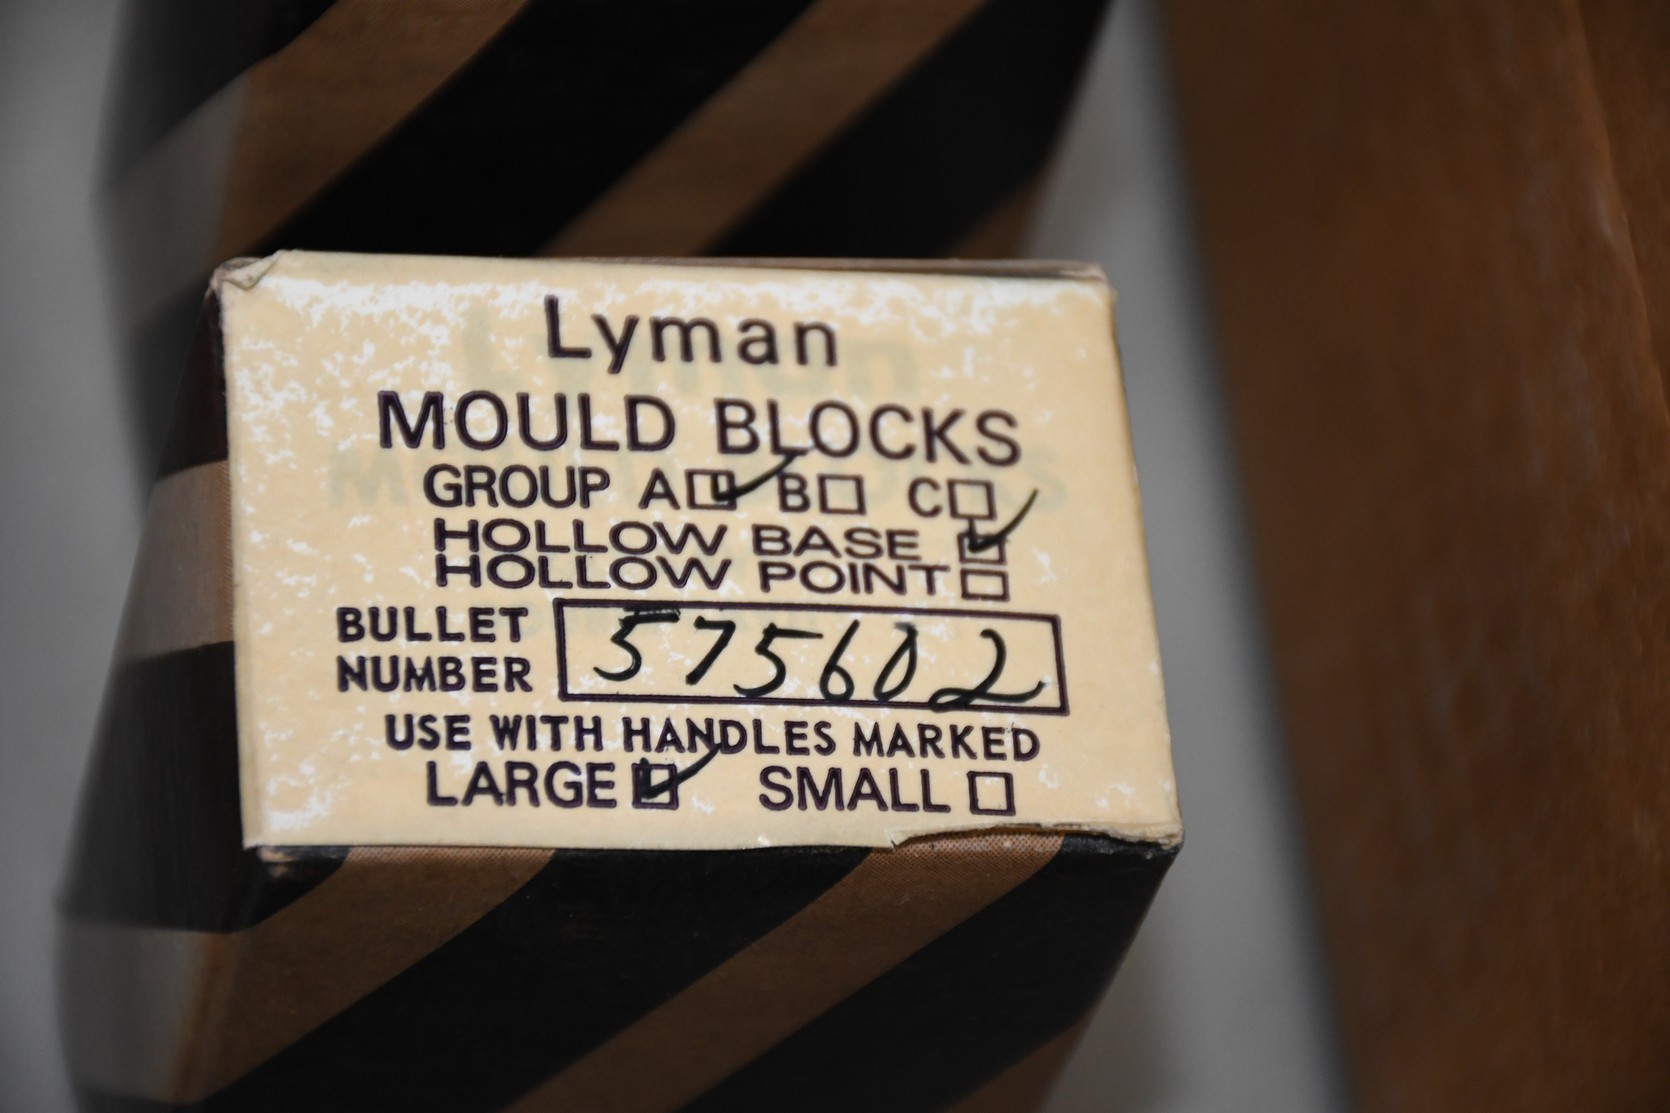 Lyman
MOULD BLOCKS
GROUP A☑ B☐ C☐
HOLLOW BASE ☑
HOLLOW POINT☐
BULLET NUMBER 575602
USE WITH HANDLES MARKED
LARGE☑ SMALL☐